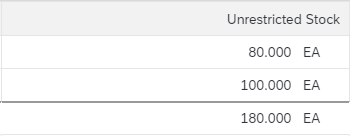 Unrestricted Stock
80.000 EA
100.000 EA
180.000 EA